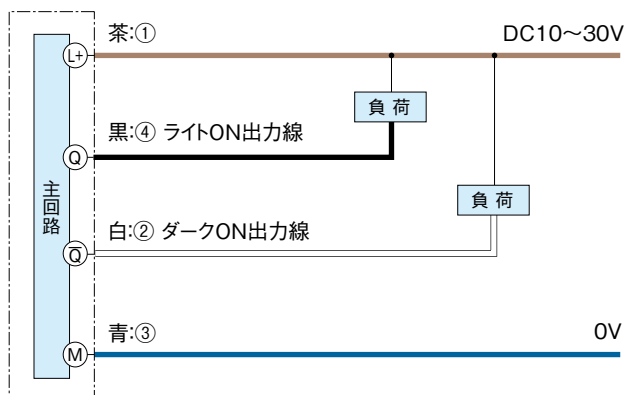 茶:① DC10～30V
L+
負荷
黒:④ ライトON出力線
Q
主回路
負荷
白:② ダークON出力線
Q̅
青:③ 0V
M